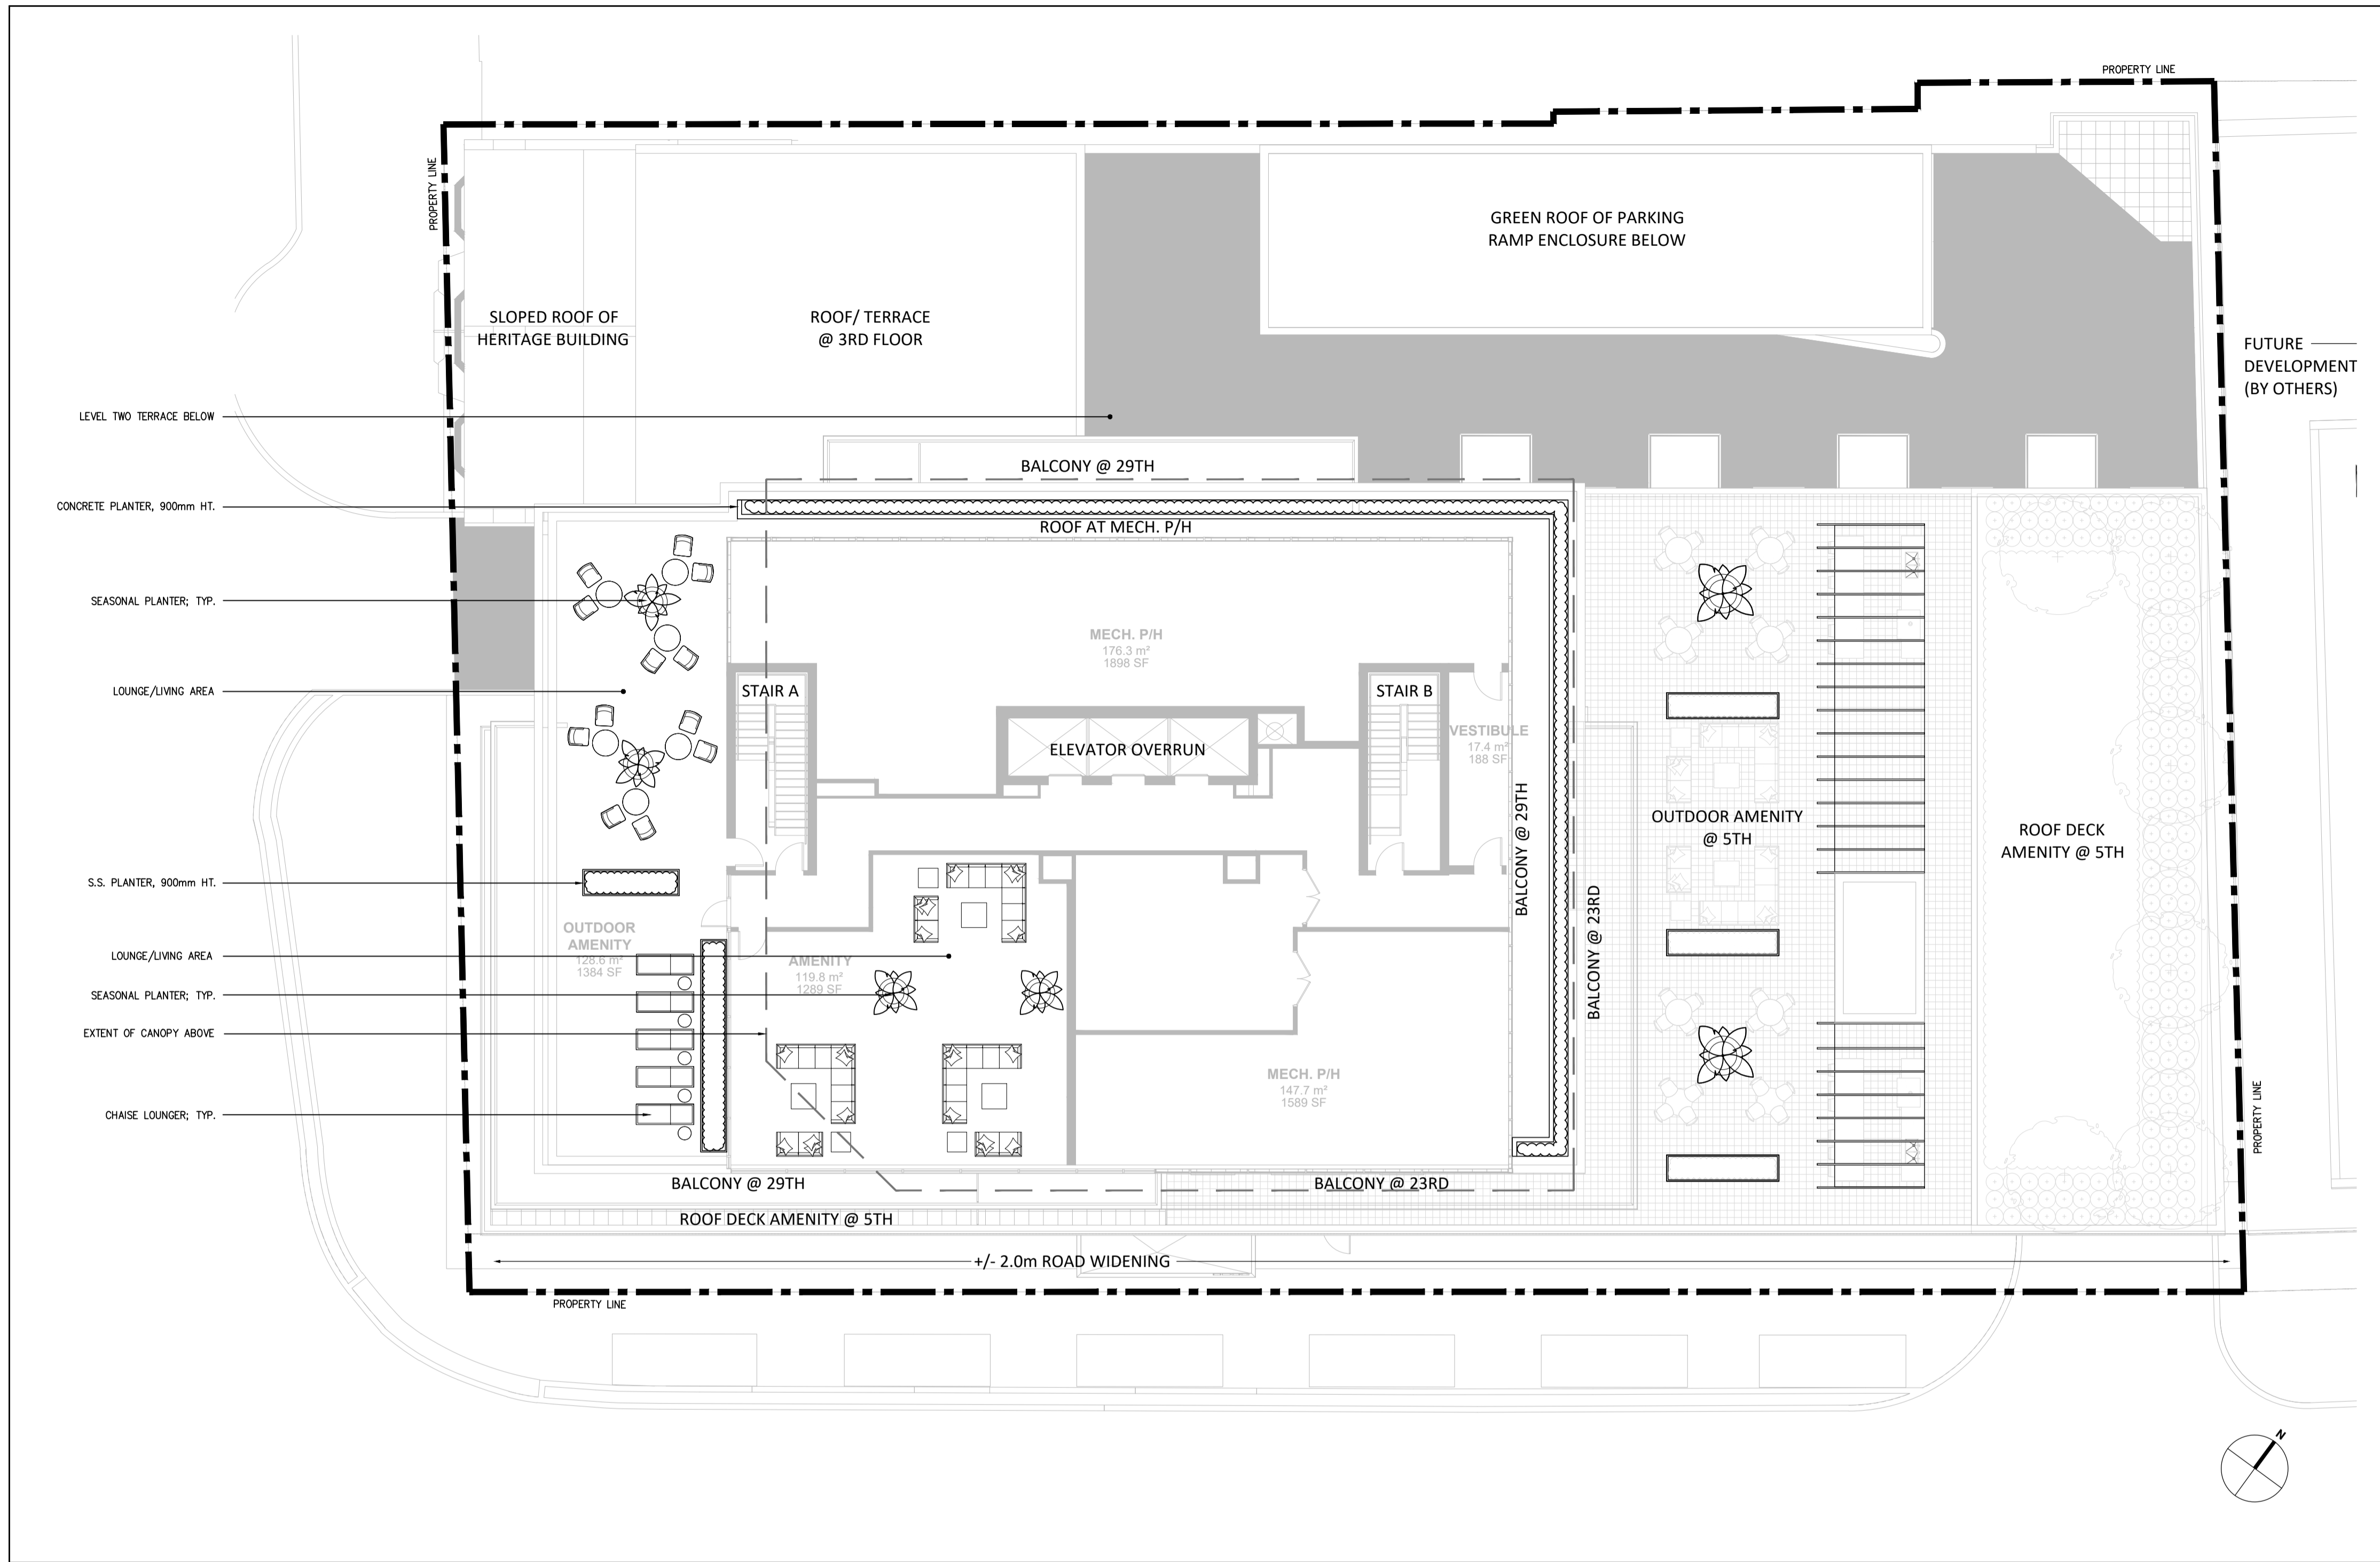 PROPERTY LINE
PROPERTY LINE
GREEN ROOF OF PARKING
RAMP ENCLOSURE BELOW
SLOPED ROOF OF
HERITAGE BUILDING
ROOF/ TERRACE
@ 3RD FLOOR
FUTURE
DEVELOPMENT
(BY OTHERS)
LEVEL TWO TERRACE BELOW
BALCONY @ 29TH
CONCRETE PLANTER, 900mm HT.
ROOF AT MECH. P/H
SEASONAL PLANTER; TYP.
MECH. P/H
176.3 m²
1898 SF
LOUNGE/LIVING AREA
STAIR A
STAIR B
VESTIBULE
17.4 m²
188 SF
ELEVATOR OVERRUN
BALCONY @ 29TH
OUTDOOR AMENITY
@ 5TH
ROOF DECK
AMENITY @ 5TH
S.S. PLANTER, 900mm HT.
BALCONY @ 23RD
OUTDOOR
AMENITY
128.6 m²
1384 SF
LOUNGE/LIVING AREA
AMENITY
119.8 m²
1289 SF
SEASONAL PLANTER; TYP.
EXTENT OF CANOPY ABOVE
MECH. P/H
147.7 m²
1589 SF
CHAISE LOUNGER; TYP.
PROPERTY LINE
BALCONY @ 29TH
BALCONY @ 23RD
ROOF DECK AMENITY @ 5TH
+/- 2.0m ROAD WIDENING
PROPERTY LINE
N